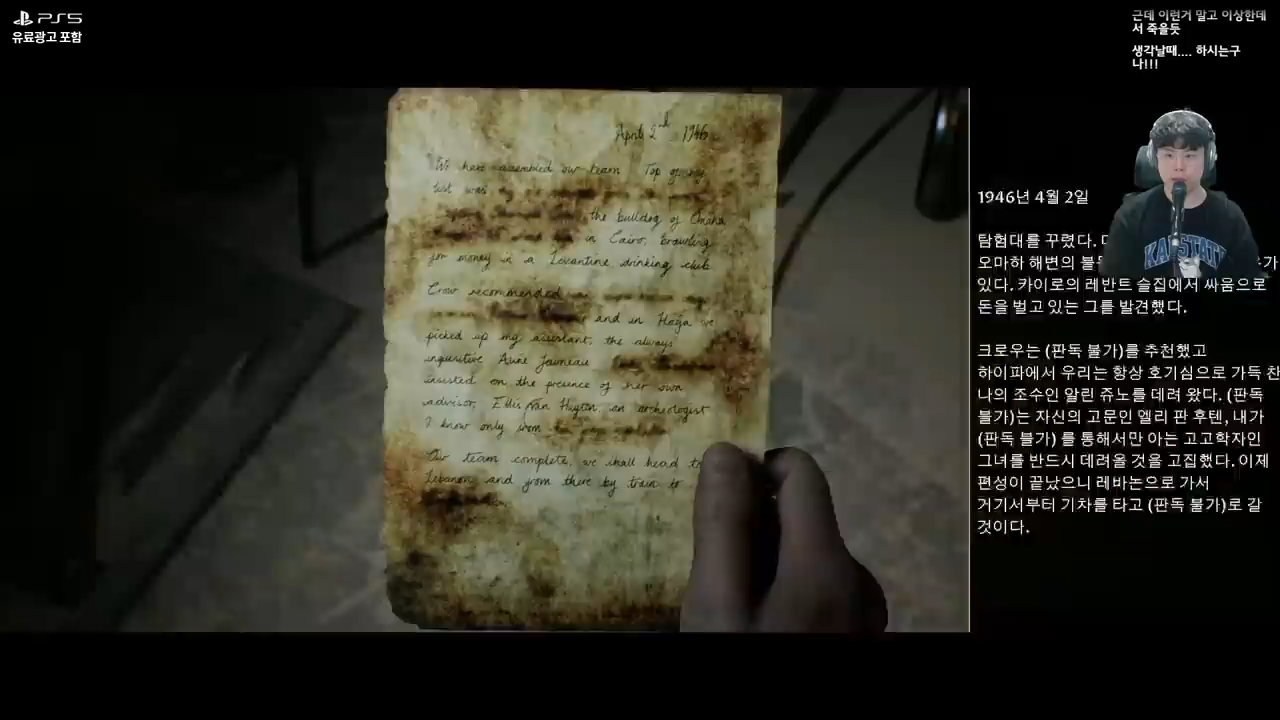 PS5
유료광고 포함
근데 이런거 말고 이상한데
서 죽을듯
생각날때.... 하시는구
나!!!
April 2nd 1946
We have assembled our team Top of my
list was my
the bulldog of Omaha
in Cairo, brawling
for money in a Levantine drinking club
Crow recommended
and in Haifa we
picked up my assistant, the always
inquisitive Aline Jauneau
insisted on the presence of her own
advisor, Ellis Van Huyten, an archeologist
I know only from
Our team complete, we shall head to
Lebanon and from there by train to
1946년 4월 2일
탐험대를 꾸렸다.
오마하 해변의
있다. 카이로의 레반트 술집에서 싸움으로
돈을 벌고 있는 그를 발견했다.
크로우는 (판독 불가)를 추천했고
하이파에서 우리는 항상 호기심으로 가득 찬
나의 조수인 알린 쥬노를 데려 왔다. (판독
불가)는 자신의 고문인 엘리 판 후텐, 내가
(판독 불가) 를 통해서만 아는 고고학자인
그녀를 반드시 데려올 것을 고집했다. 이제
편성이 끝났으니 레바논으로 가서
거기서부터 기차를 타고 (판독 불가)로 갈
것이다.
KANSTATE